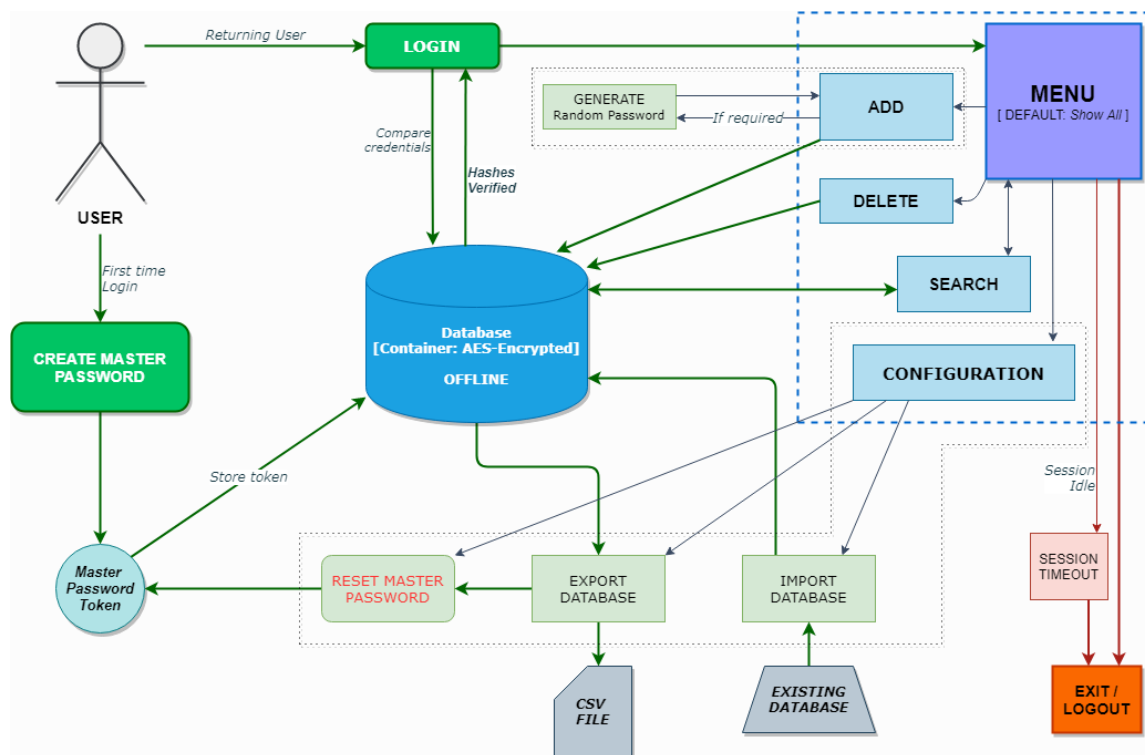 Returning User
LOGIN
MENU
[ DEFAULT: Show All ]
GENERATE
Random Password
If required
ADD
Compare
credentials
Hashes
Verified
DELETE
USER
First time
Login
SEARCH
Database
[Container: AES-Encrypted]
OFFLINE
CREATE MASTER
PASSWORD
CONFIGURATION
Store token
Session
Idle
Master
Password
Token
RESET MASTER
PASSWORD
EXPORT
DATABASE
IMPORT
DATABASE
SESSION
TIMEOUT
CSV
FILE
EXISTING
DATABASE
EXIT /
LOGOUT